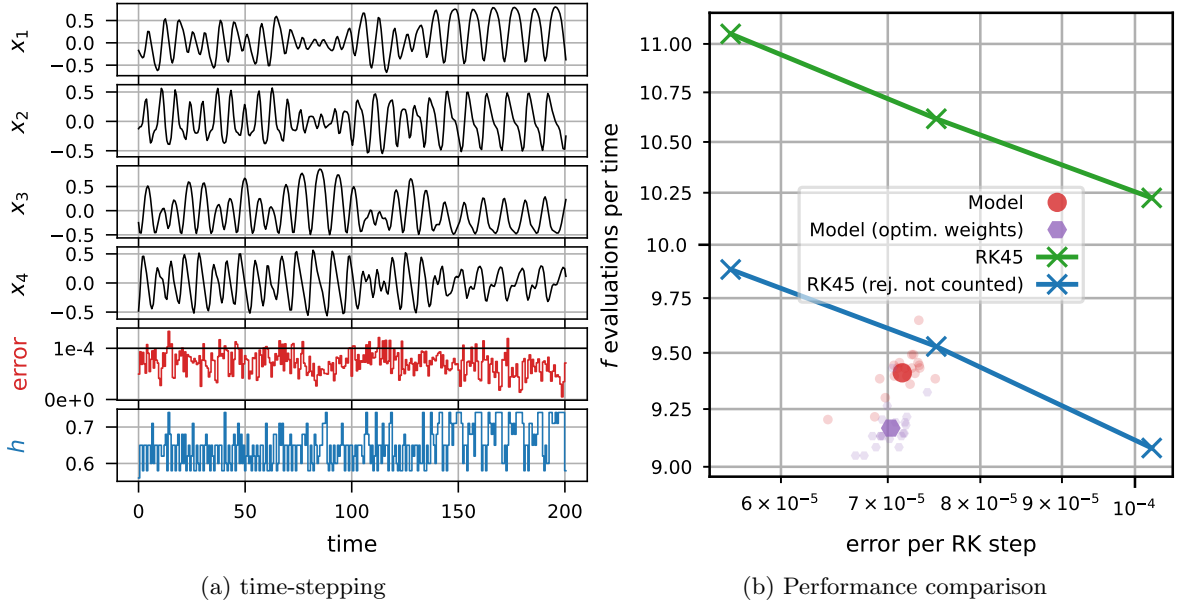 x₁
0.5
0.0
−0.5
x₂
0.5
0.0
−0.5
x₃
0.5
0.0
−0.5
x₄
0.5
0.0
−0.5
error
1e-4
0e+0
h
0.7
0.6
0 50 100 150 200
time
(a) time-stepping
f evaluations per time
11.00
10.75
10.50
10.25
10.0
9.75
9.50
9.25
9.00
Model
Model (optim. weights)
RK45
RK45 (rej. not counted)
6 × 10⁻⁵ 7 × 10⁻⁵ 8 × 10⁻⁵ 9 × 10⁻⁵ 10⁻⁴
error per RK step
(b) Performance comparison